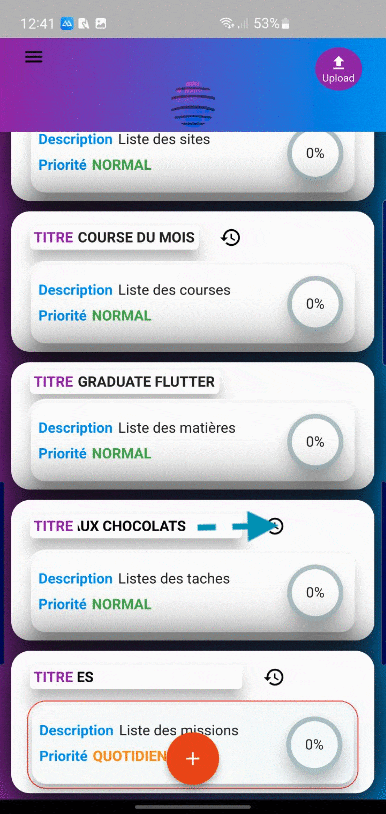 12:41 53%
Upload
Description Liste des sites
Priorité NORMAL
0%
TITRE COURSE DU MOIS
Description Liste des courses
Priorité NORMAL
0%
TITRE GRADUATE FLUTTER
Description Liste des matières
Priorité NORMAL
0%
TITRE UX CHOCOLATS
Description Listes des taches
Priorité NORMAL
0%
TITRE ES
Description Liste des missions
Priorité QUOTIDIEN
0%
+